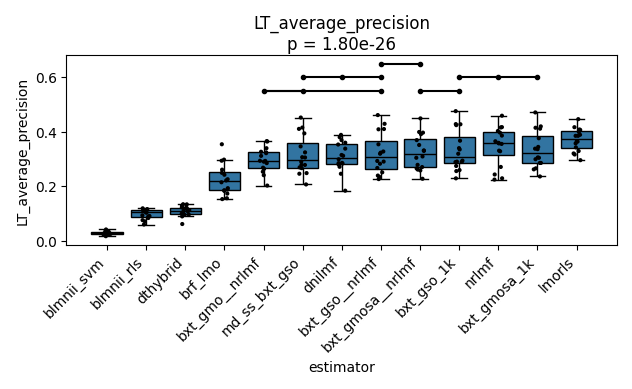 LT_average_precision
p = 1.80e-26
LT_average_precision
0.6
0.4
0.2
0.0
blmnii_svm
blmnii_rls
dthybrid
brf_lmo
bxt_gmo__nrlmf
md_ss_bxt_gso
dnilmf
bxt_gso__nrlmf
bxt_gmosa__nrlmf
bxt_gso_1k
nrlmf
bxt_gmosa_1k
lmorls
estimator